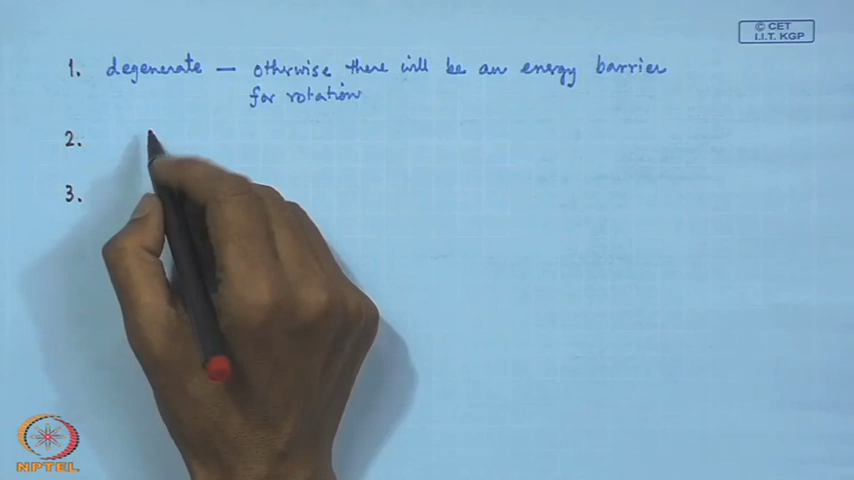 © CET
I.I.T. KGP
1. degenerate — otherwise there will be an energy barrier
for rotation
2.
3.
NPTEL